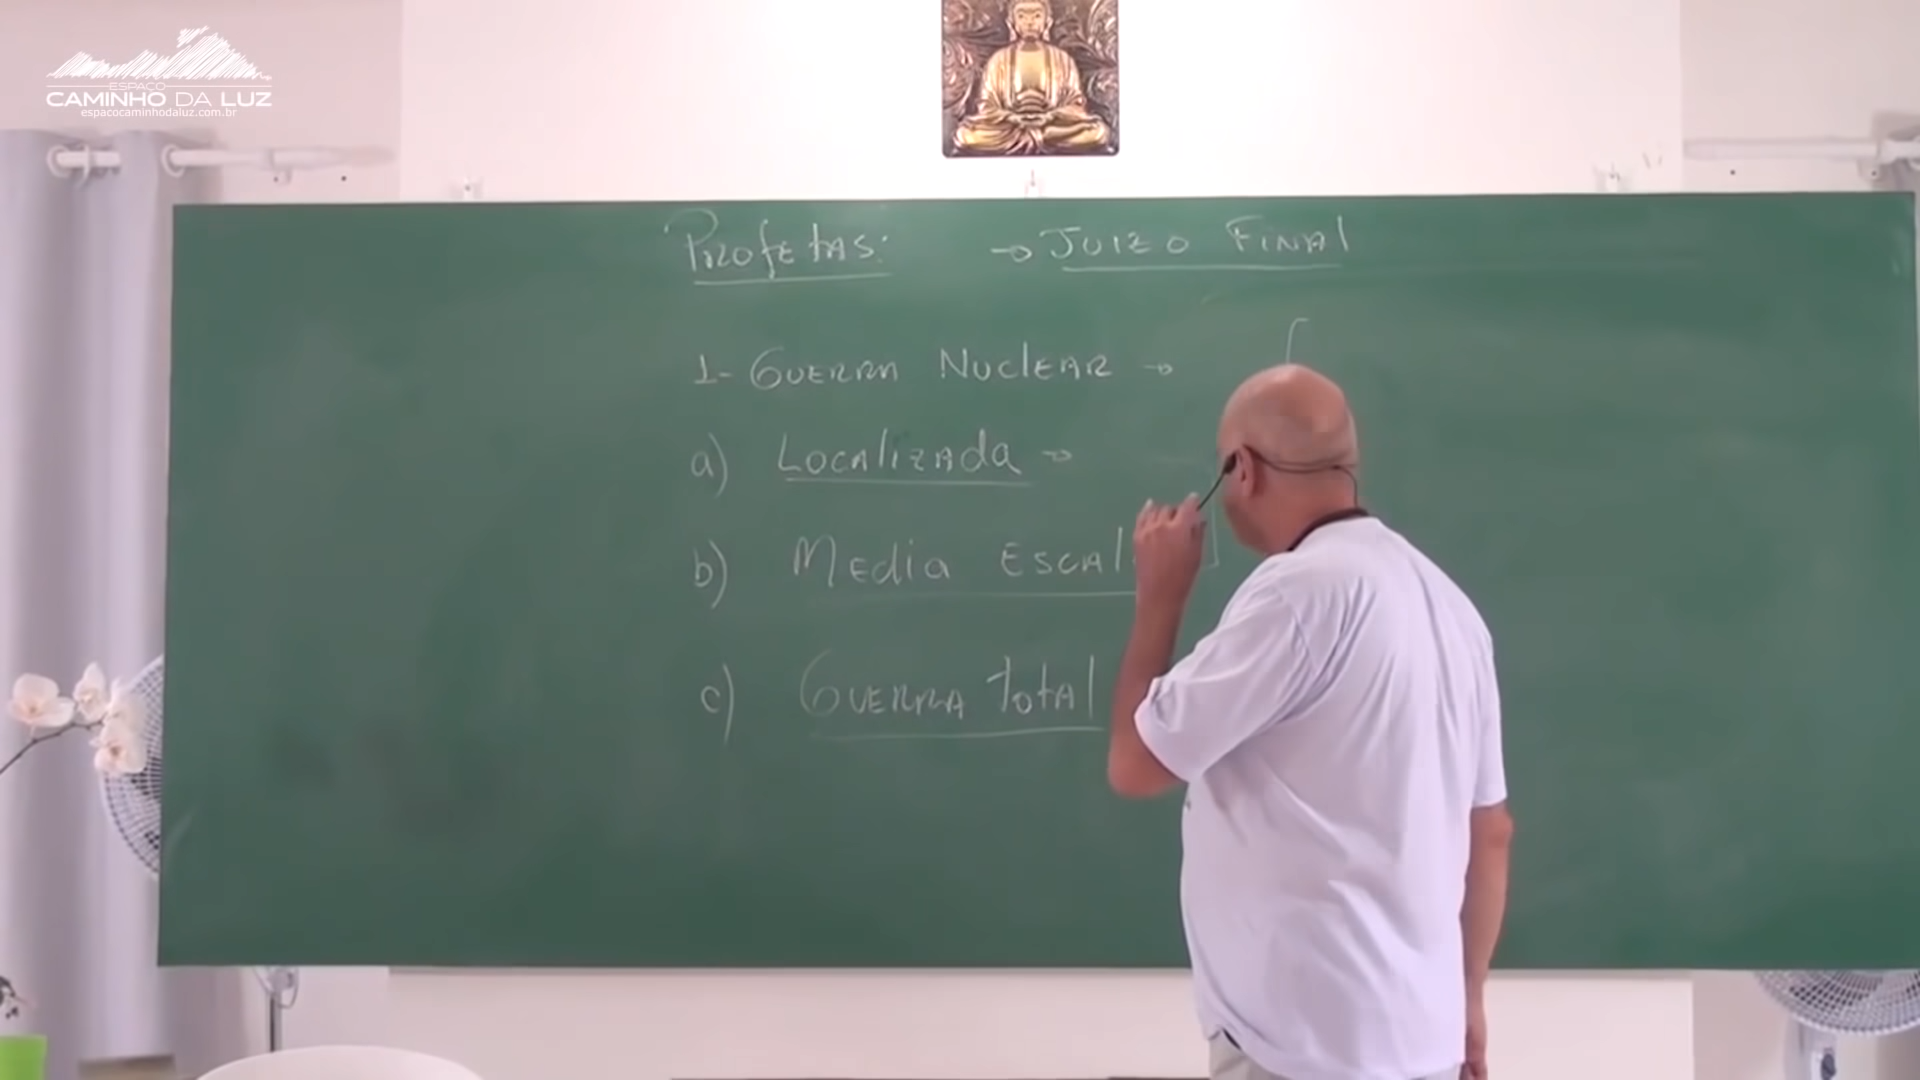 ESPAÇO
CAMINHO DA LUZ
espacocaminhodaluz.com.br
PROFETAS: → JUIZO FINAL
1- GUERRA NUCLEAR →
a) LOCALIZADA →
b) MEDIA ESCAL
c) GUERRA TOTAL